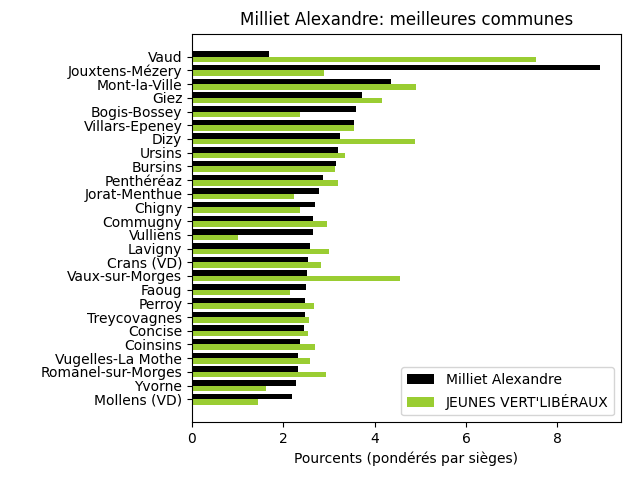 Milliet Alexandre: meilleures communes
Vaud
Jouxtens-Mézery
Mont-la-Ville
Giez
Bogis-Bossey
Villars-Epeney
Dizy
Ursins
Bursins
Penthéréaz
Jorat-Menthue
Chigny
Commugny
Vulliens
Lavigny
Crans (VD)
Vaux-sur-Morges
Faoug
Perroy
Treycovagnes
Concise
Coinsins
Vugelles-La Mothe
Romanel-sur-Morges
Yvorne
Mollens (VD)
Milliet Alexandre
JEUNES VERT'LIBÉRAUX
0 2 4 6 8
Pourcents (pondérés par sièges)